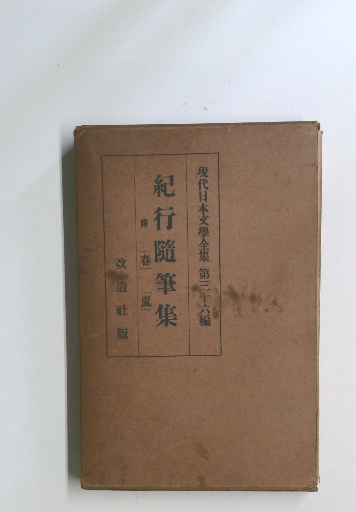 現代日本文學全集 第三十六編
紀行隨筆集
附 「春」「嵐」
改造社版